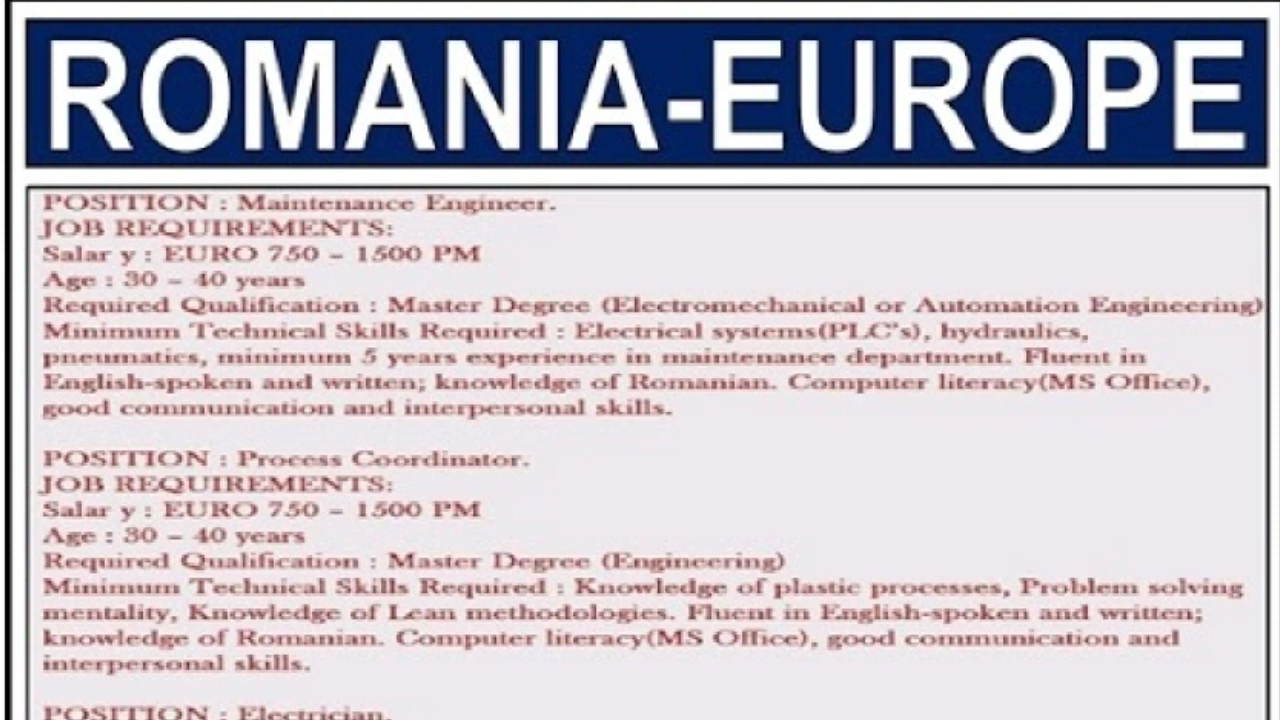 ROMANIA-EUROPE
POSITION : Maintenance Engineer.
JOB REQUIREMENTS:
Salar y : EURO 750 – 1500 PM
Age : 30 – 40 years
Required Qualification : Master Degree (Electromechanical or Automation Engineering)
Minimum Technical Skills Required : Electrical systems(PLC's), hydraulics,
pneumatics, minimum 5 years experience in maintenance department. Fluent in
English-spoken and written; knowledge of Romanian. Computer literacy(MS Office),
good communication and interpersonal skills.
POSITION : Process Coordinator.
JOB REQUIREMENTS:
Salar y : EURO 750 – 1500 PM
Age : 30 – 40 years
Required Qualification : Master Degree (Engineering)
Minimum Technical Skills Required : Knowledge of plastic processes, Problem solving
mentality, Knowledge of Lean methodologies. Fluent in English-spoken and written;
knowledge of Romanian. Computer literacy(MS Office), good communication and
interpersonal skills.
POSITION : Electrician.